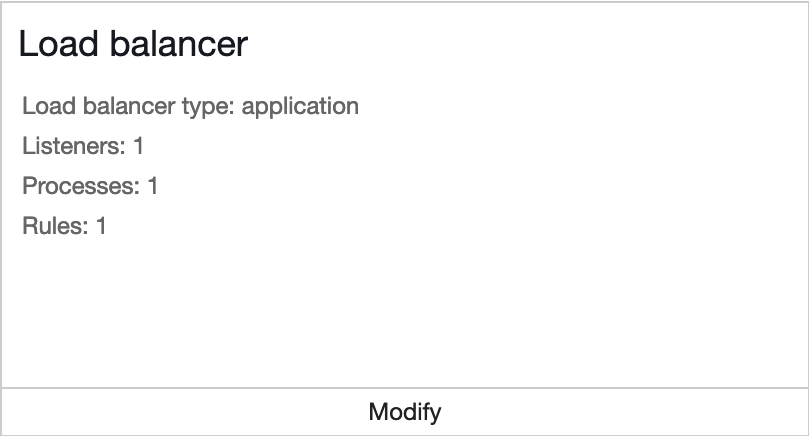 Load balancer
Load balancer type: application
Listeners: 1
Processes: 1
Rules: 1
Modify